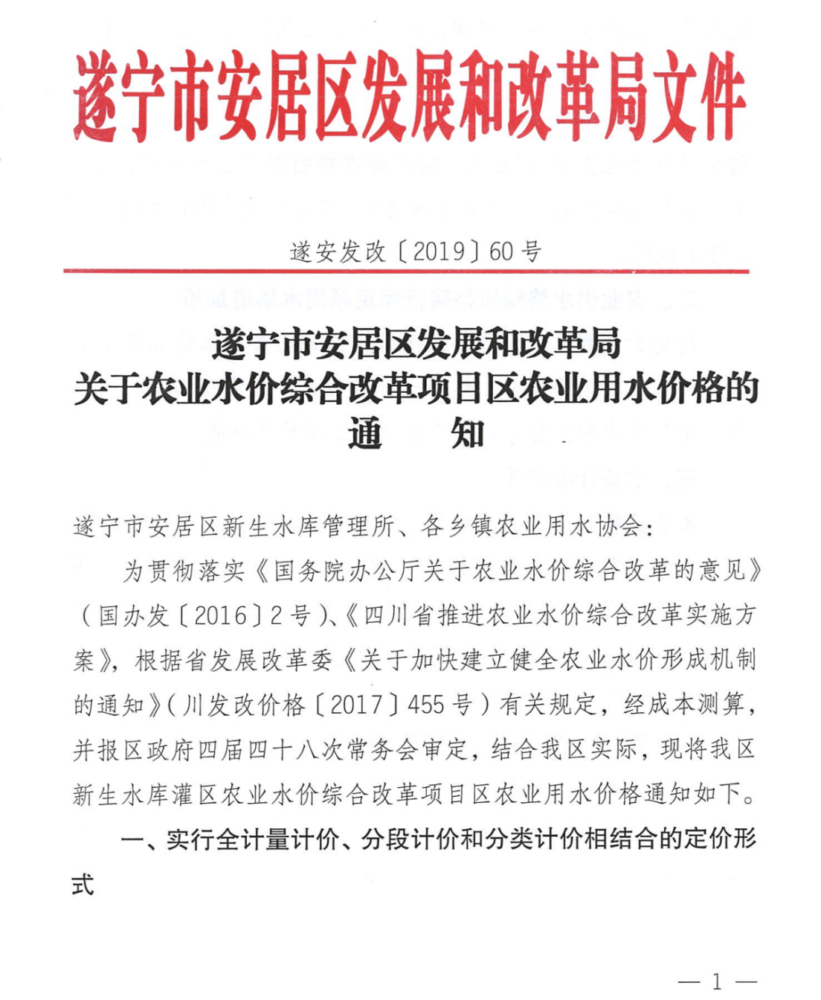 遂宁市安居区发展和改革局文件
遂安发改〔2019〕60号
遂宁市安居区发展和改革局
关于农业水价综合改革项目区农业用水价格的
通 知
遂宁市安居区新生水库管理所、各乡镇农业用水协会：
为贯彻落实《国务院办公厅关于农业水价综合改革的意见》
（国办发〔2016〕2号）、《四川省推进农业水价综合改革实施方
案》，根据省发展改革委《关于加快建立健全农业水价形成机制
的通知》（川发改价格〔2017〕455号）有关规定，经成本测算，
并报区政府四届四十八次常务会审定，结合我区实际，现将我区
新生水库灌区农业水价综合改革项目区农业用水价格通知如下。
一、实行全计量计价、分段计价和分类计价相结合的定价形
式
— 1 —